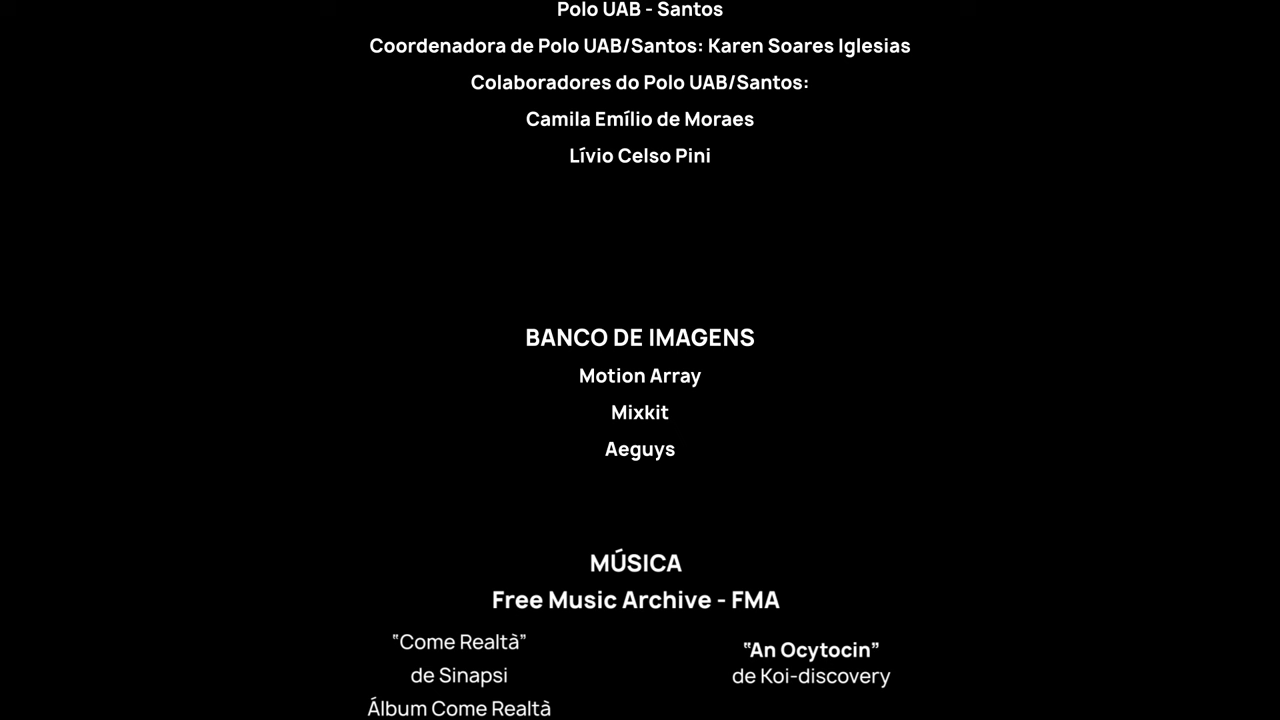 Polo UAB - Santos
Coordenadora de Polo UAB/Santos: Karen Soares Iglesias
Colaboradores do Polo UAB/Santos:
Camila Emílio de Moraes
Lívio Celso Pini
BANCO DE IMAGENS
Motion Array
Mixkit
Aeguys
MÚSICA
Free Music Archive - FMA
“Come Realtà”
de Sinapsi
Álbum Come Realtà
“An Ocytocin”
de Koi-discovery